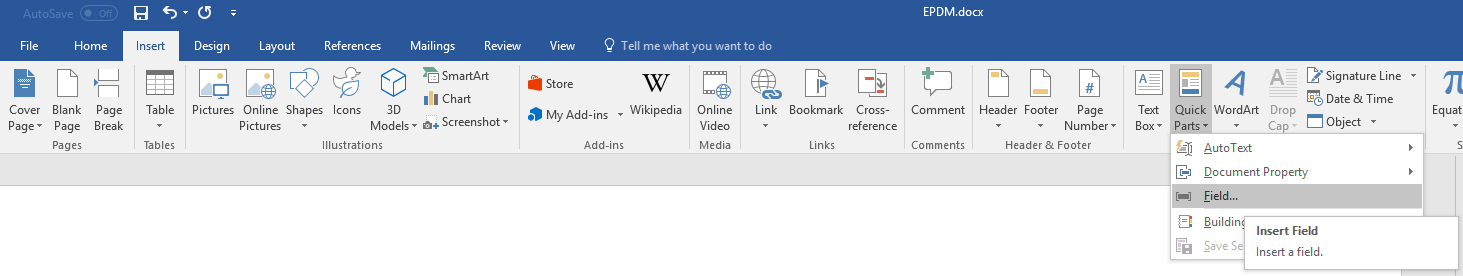 AutoSave Off EPDM.docx
File Home Insert Design Layout References Mailings Review View Tell me what you want to do
Cover Page
Blank Page
Page Break
Pages
Table
Tables
Pictures
Online Pictures
Shapes
Icons
3D Models
SmartArt
Chart
Screenshot
Illustrations
Store
My Add-ins
W
Wikipedia
Add-ins
Online Video
Media
Link
Bookmark
Cross-reference
Links
Comment
Comments
Header
Footer
#
Page Number
Header & Footer
A
Text Box
Quick Parts
A
WordArt
A
Drop Cap
Signature Line
Date & Time
Object
π
Equat
S
AutoText
Document Property
Field...
Building
Save Se
Insert Field
Insert a field.